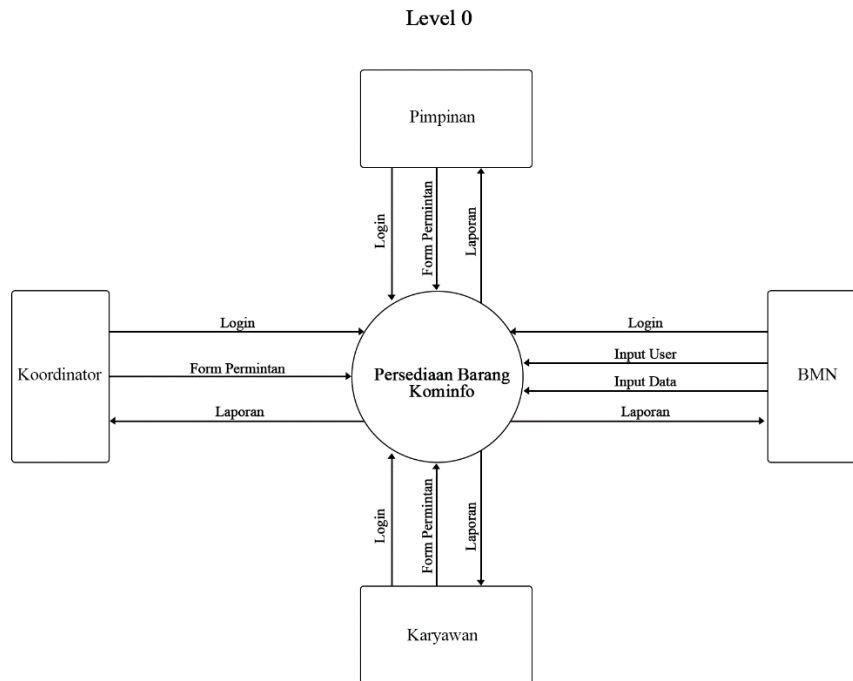 Level 0
Pimpinan
Login
Form Permintan
Laporan
Koordinator
Login
Form Permintan
Laporan
Persediaan Barang
Kominfo
Login
Input User
Input Data
Laporan
BMN
Login
Form Permintan
Laporan
Karyawan